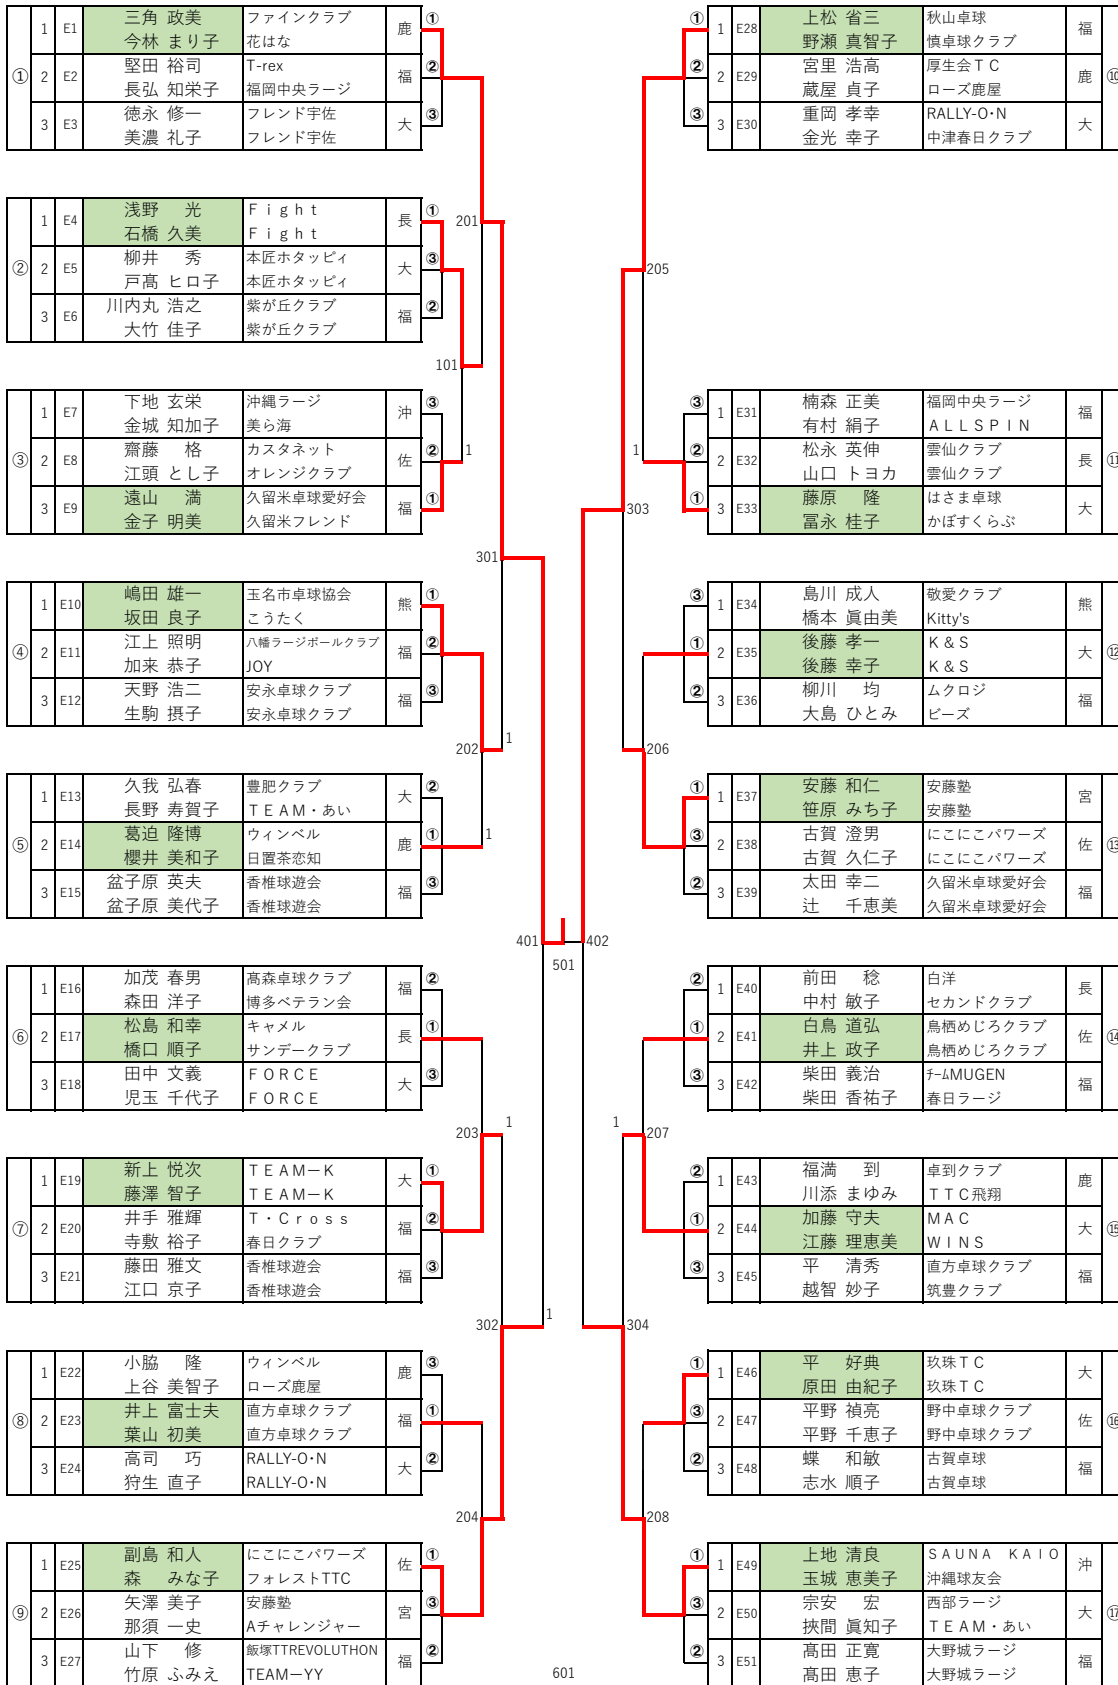 ①
1 E1 三角 政美 ファインクラブ 鹿 ①
今林 まり子 花はな
2 E2 堅田 裕司 T-rex 福 ②
長弘 知栄子 福岡中央ラージ
3 E3 徳永 修一 フレンド宇佐 大 ③
美濃 礼子 フレンド宇佐
②
1 E4 浅野 光 Ｆｉｇｈｔ 長 ①
石橋 久美 Ｆｉｇｈｔ
2 E5 柳井 秀 本匠ホタッピィ 大 ③
戸髙 ヒロ子 本匠ホタッピィ
3 E6 川内丸 浩之 紫が丘クラブ 福 ②
大竹 佳子 紫が丘クラブ
③
1 E7 下地 玄栄 沖縄ラージ 沖 ③
金城 知加子 美ら海
2 E8 齋藤 格 カスタネット 佐 ②
江頭 とし子 オレンジクラブ
3 E9 遠山 満 久留米卓球愛好会 福 ①
金子 明美 久留米フレンド
④
1 E10 嶋田 雄一 玉名市卓球協会 熊 ①
坂田 良子 こうたく
2 E11 江上 照明 八幡ラージボールクラブ 福 ②
加来 恭子 JOY
3 E12 天野 浩二 安永卓球クラブ 福 ③
生駒 摂子 安永卓球クラブ
⑤
1 E13 久我 弘春 豊肥クラブ 大 ②
長野 寿賀子 ＴＥＡＭ・あい
2 E14 葛迫 隆博 ウィンベル 鹿 ①
櫻井 美和子 日置茶恋知
3 E15 盆子原 英夫 香椎球遊会 福 ③
盆子原 美代子 香椎球遊会
⑥
1 E16 加茂 春男 髙森卓球クラブ 福 ②
森田 洋子 博多ベテラン会
2 E17 松島 和幸 キャメル 長 ①
橋口 順子 サンデークラブ
3 E18 田中 文義 ＦＯＲＣＥ 大 ③
児玉 千代子 ＦＯＲＣＥ
⑦
1 E19 新上 悦次 ＴＥＡＭ－Ｋ 大 ①
藤澤 智子 ＴＥＡＭ－Ｋ
2 E20 井手 雅輝 Ｔ・Ｃｒｏｓｓ 福 ②
寺敷 裕子 春日クラブ
3 E21 藤田 雅文 香椎球遊会 福 ③
江口 京子 香椎球遊会
⑧
1 E22 小脇 隆 ウィンベル 鹿 ③
上谷 美智子 ローズ鹿屋
2 E23 井上 富士夫 直方卓球クラブ 福 ①
葉山 初美 直方卓球クラブ
3 E24 高司 巧 RALLY-O・N 大 ②
狩生 直子 RALLY-O・N
⑨
1 E25 副島 和人 にこにこパワーズ 佐 ①
森 みな子 フォレストTTC
2 E26 矢澤 美子 安藤塾 宮 ③
那須 一史 Aチャレンジャー
3 E27 山下 修 飯塚TTREVOLUTHON 福 ②
竹原 ふみえ TEAM－YY
201
101
1
301
202
1
1
401
501
402
203
1
302
1
204
601
205
1
303
206
1
207
304
208
⑩
① 1 E28 上松 省三 秋山卓球 福
野瀬 真智子 慎卓球クラブ
② 2 E29 宮里 浩高 厚生会ＴＣ 鹿
蔵屋 貞子 ローズ鹿屋
③ 3 E30 重岡 孝幸 RALLY-O・N 大
金光 幸子 中津春日クラブ
⑪
③ 1 E31 楠森 正美 福岡中央ラージ 福
有村 絹子 ＡＬＬＳＰＩＮ
② 2 E32 松永 英伸 雲仙クラブ 長
山口 トヨカ 雲仙クラブ
① 3 E33 藤原 隆 はさま卓球 大
冨永 桂子 かぼすくらぶ
⑫
③ 1 E34 島川 成人 敬愛クラブ 熊
橋本 眞由美 Kitty's
① 2 E35 後藤 孝一 Ｋ＆Ｓ 大
後藤 幸子 Ｋ＆Ｓ
② 3 E36 柳川 均 ムクロジ 福
大島 ひとみ ビーズ
⑬
① 1 E37 安藤 和仁 安藤塾 宮
笹原 みち子 安藤塾
③ 2 E38 古賀 澄男 にこにこパワーズ 佐
古賀 久仁子 にこにこパワーズ
② 3 E39 太田 幸二 久留米卓球愛好会 福
辻 千恵美 久留米卓球愛好会
⑭
② 1 E40 前田 稔 白洋 長
中村 敏子 セカンドクラブ
① 2 E41 白鳥 道弘 鳥栖めじろクラブ 佐
井上 政子 鳥栖めじろクラブ
③ 3 E42 柴田 義治 ﾁｰﾑMUGEN 福
柴田 香祐子 春日ラージ
⑮
② 1 E43 福満 到 卓到クラブ 鹿
川添 まゆみ ＴＴＣ飛翔
① 2 E44 加藤 守夫 ＭＡＣ 大
江藤 理恵美 ＷＩＮＳ
③ 3 E45 平 清秀 直方卓球クラブ 福
越智 妙子 筑豊クラブ
⑯
① 1 E46 平 好典 玖珠ＴＣ 大
原田 由紀子 玖珠ＴＣ
③ 2 E47 平野 禎亮 野中卓球クラブ 佐
平野 千恵子 野中卓球クラブ
② 3 E48 蝶 和敏 古賀卓球 福
志水 順子 古賀卓球
⑰
① 1 E49 上地 清良 ＳＡＵＮＡ ＫＡＩＯ 沖
玉城 恵美子 沖縄球友会
③ 2 E50 宗安 宏 西部ラージ 大
挾間 眞知子 ＴＥＡＭ・あい
② 3 E51 髙田 正寛 大野城ラージ 福
髙田 恵子 大野城ラージ